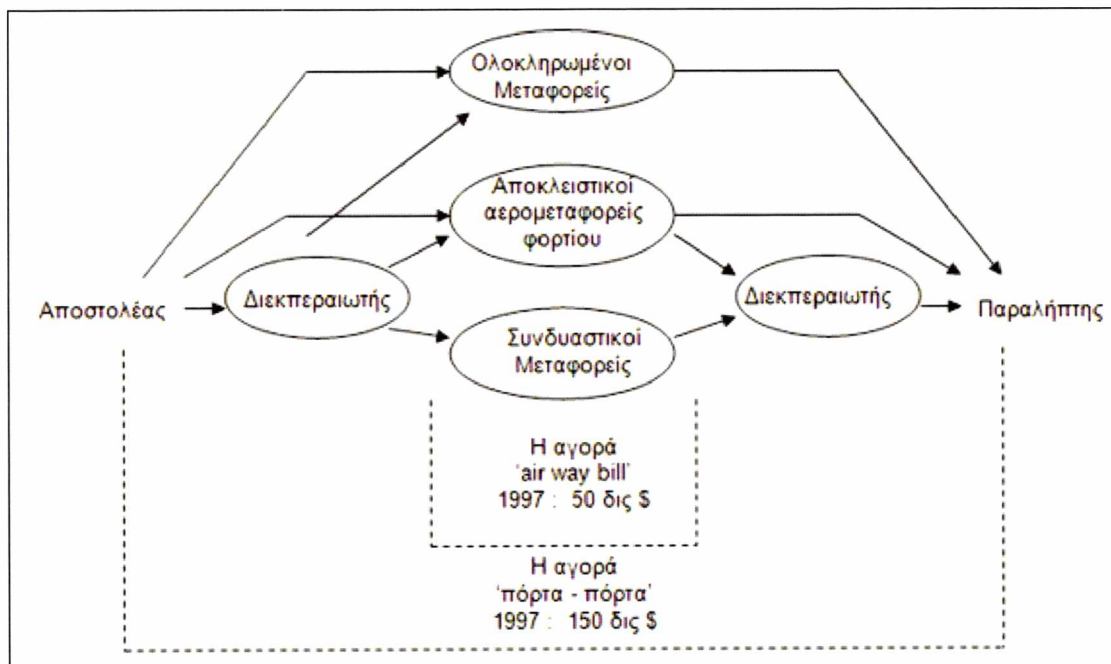 Ολοκληρωμένοι
Μεταφορείς
Αποκλειστικοί
αερομεταφορείς
φορτίου
Αποστολέας
Διεκπεραιωτής
Διεκπεραιωτής
Παραλήπτης
Συνδυαστικοί
Μεταφορείς
Η αγορά
'air way bill'
1997 : 50 δις $
Η αγορά
'πόρτα - πόρτα'
1997 : 150 δις $